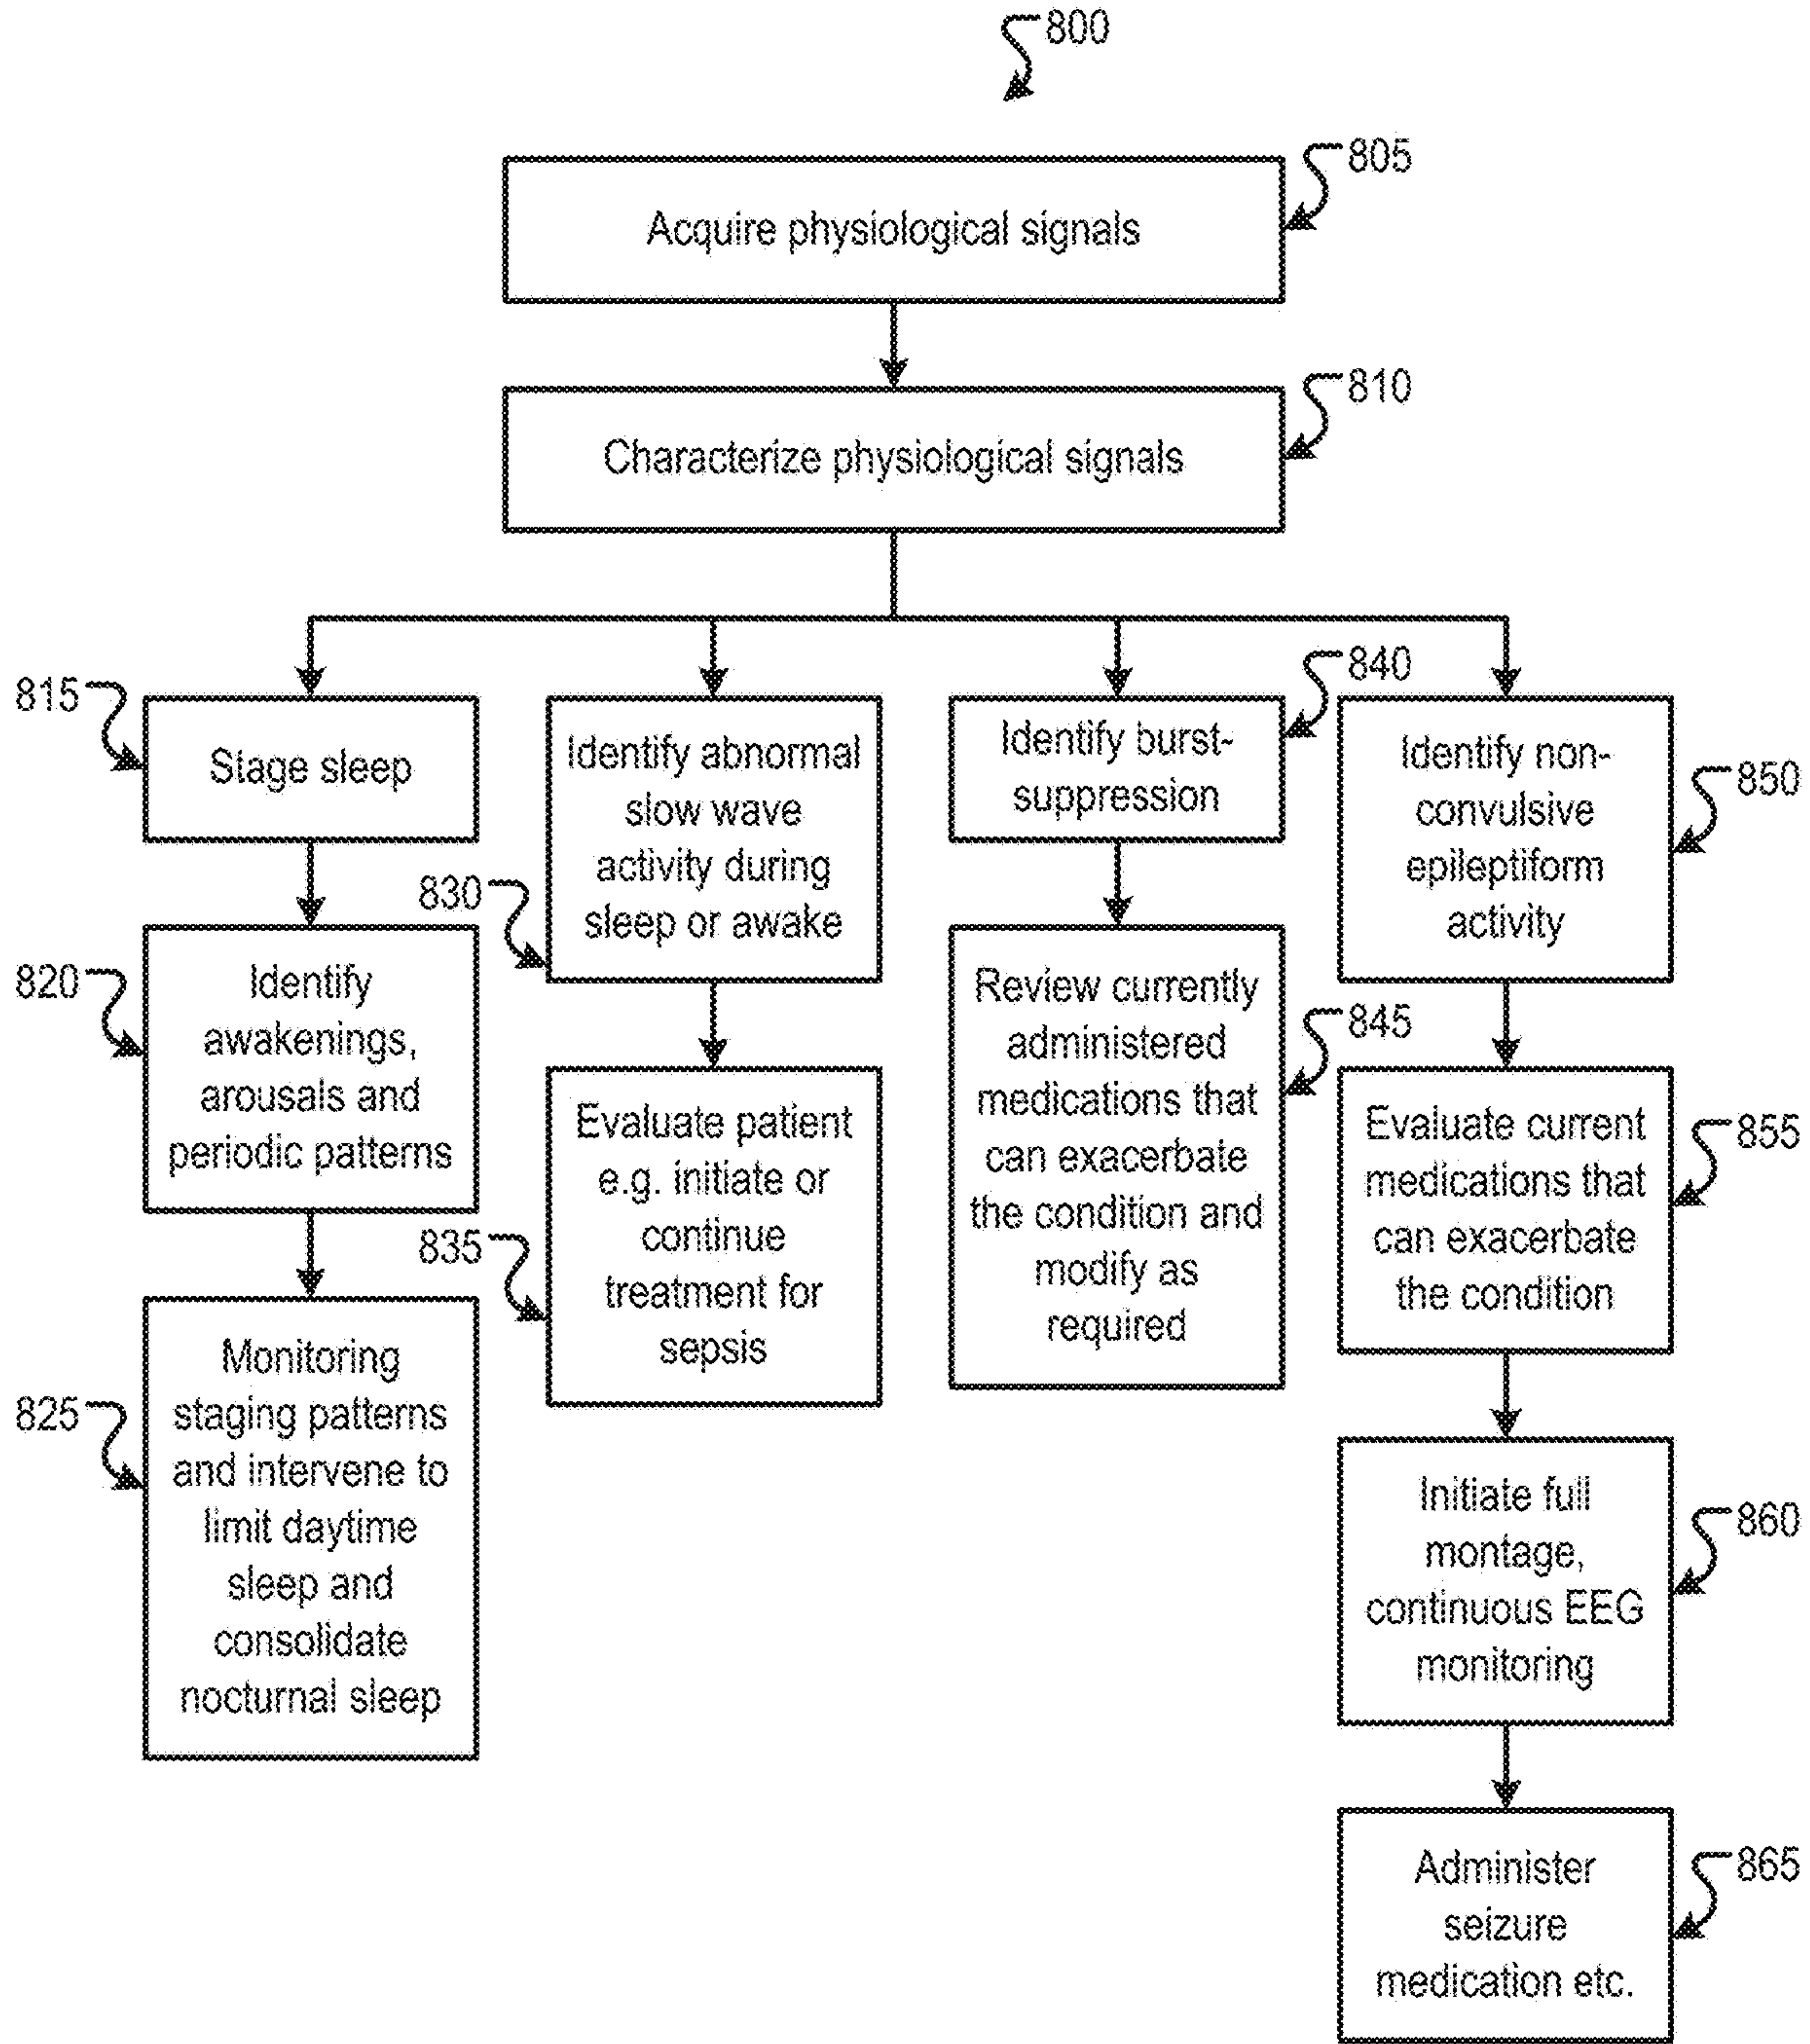 800
805
Acquire physiological signals
810
Characterize physiological signals
815
Stage sleep
820
Identify
awakenings,
arousals and
periodic patterns
825
Monitoring
staging patterns
and intervene to
limit daytime
sleep and
consolidate
nocturnal sleep
830
Identify abnormal
slow wave
activity during
sleep or awake
835
Evaluate patient
e.g. initiate or
continue
treatment for
sepsis
840
Identify burst-
suppression
845
Review currently
administered
medications that
can exacerbate
the condition and
modify as
required
850
Identify non-
convulsive
epileptiform
activity
855
Evaluate current
medications that
can exacerbate
the condition
860
Initiate full
montage,
continuous EEG
monitoring
865
Administer
seizure
medication etc.